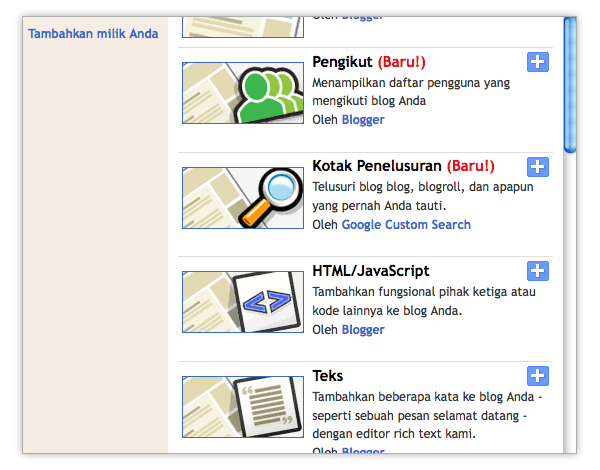 Tambahkan milik Anda
Oleh Blogger
Pengikut (Baru!)
Menampilkan daftar pengguna yang
mengikuti blog Anda
Oleh Blogger
Kotak Penelusuran (Baru!)
Telusuri blog blog, blogroll, dan apapun
yang pernah Anda tauti.
Oleh Google Custom Search
HTML/JavaScript
Tambahkan fungsional pihak ketiga atau
kode lainnya ke blog Anda.
Oleh Blogger
Teks
Tambahkan beberapa kata ke blog Anda -
seperti sebuah pesan selamat datang -
dengan editor rich text kami.
Oleh Blogger